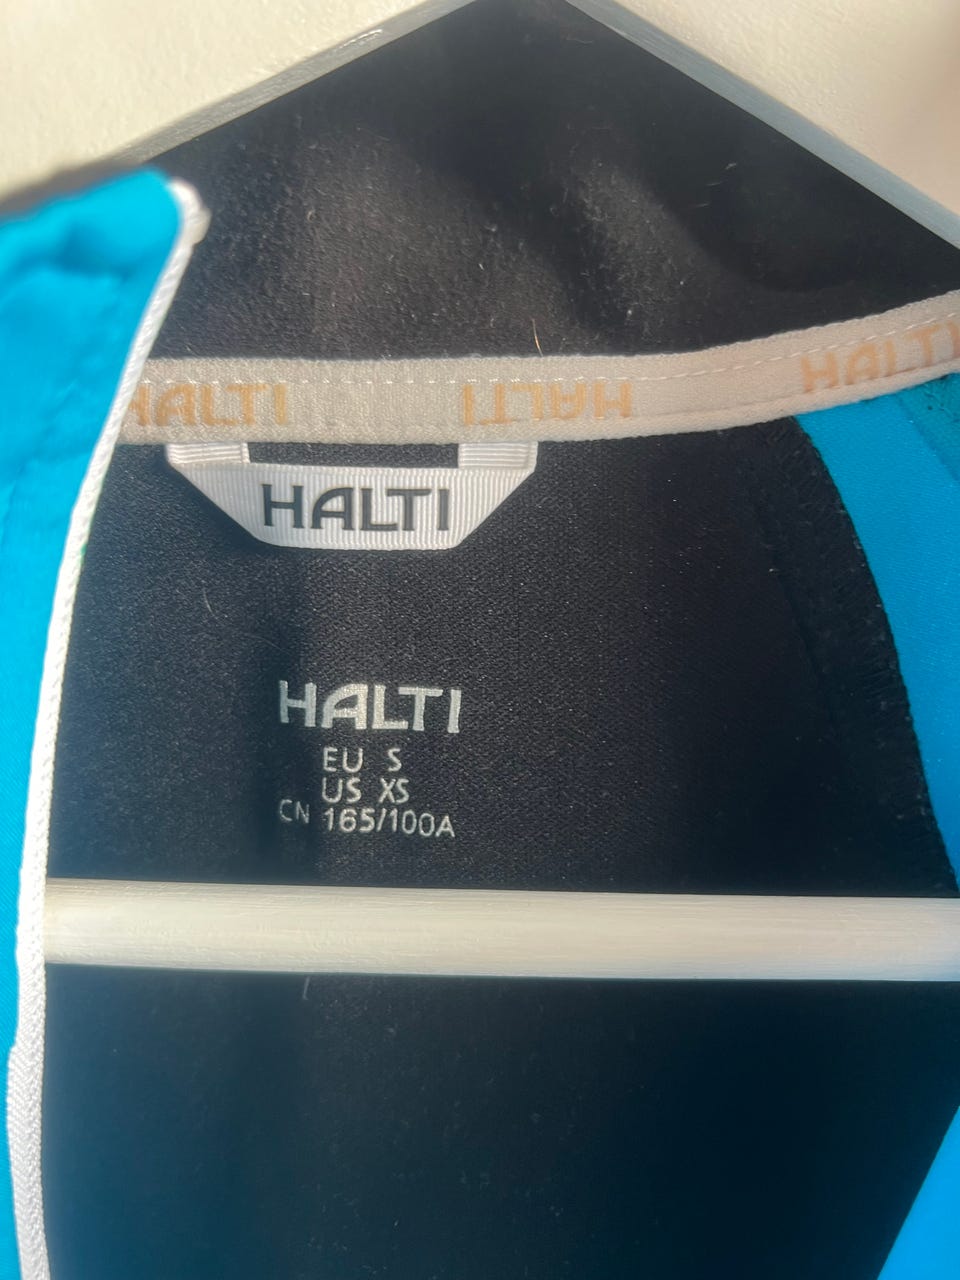 HALTI HALTI HALTI
HALTI
HALTI
EU S
US XS
CN 165/100A